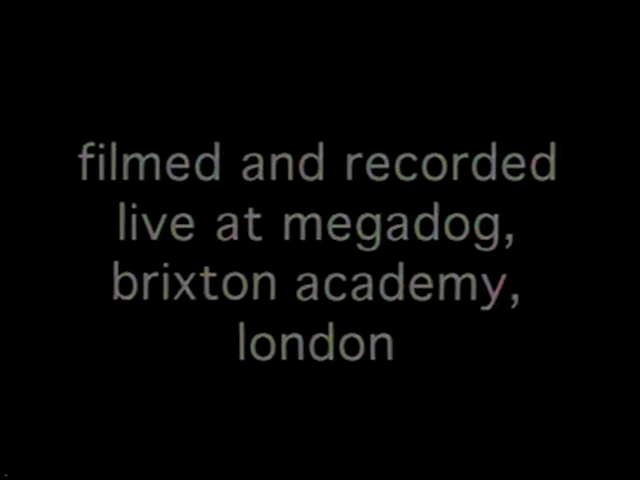 filmed and recorded
live at megadog,
brixton academy,
london